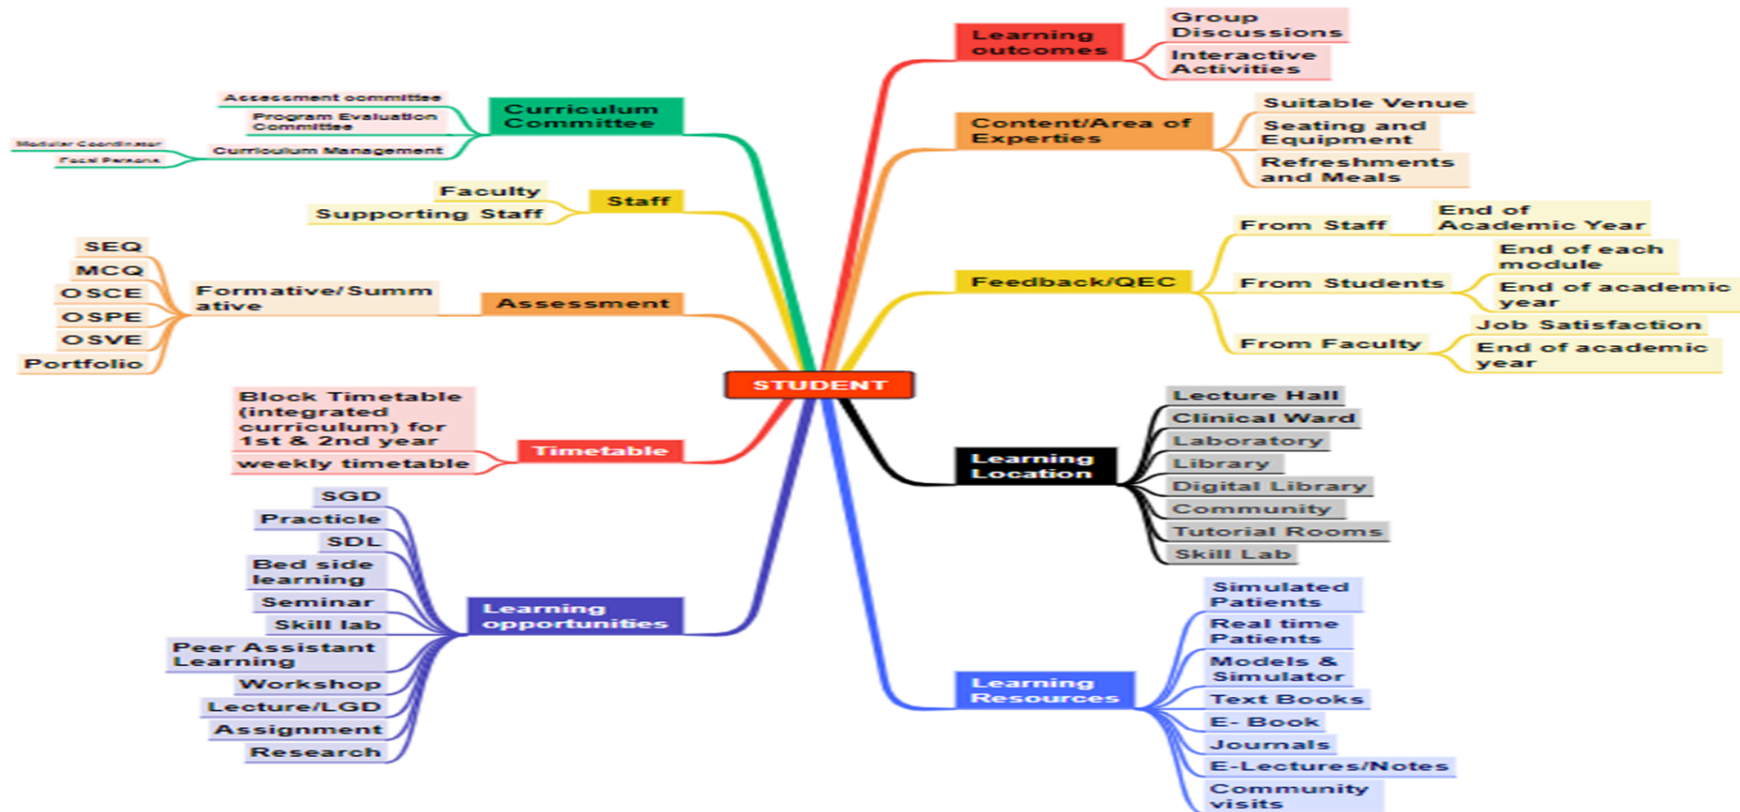 Learning
outcomes
Group
Discussions
Interactive
Activities
Content/Area of
Experties
Suitable Venue
Seating and
Equipment
Refreshments
and Meals
Feedback/QEC
From Staff
End of
Academic Year
From Students
End of each
module
End of academic
year
From Faculty
Job Satisfaction
End of academic
year
Learning
Location
Lecture Hall
Clinical Ward
Laboratory
Library
Digital Library
Community
Tutorial Rooms
Skill Lab
Learning
Resources
Simulated
Patients
Real time
Patients
Models &
Simulator
Text Books
E- Book
Journals
E-Lectures/Notes
Community
visits
STUDENT
Curriculum
Committee
Assessment committee
Program Evaluation
Committee
Curriculum Management
Modular Coordinator
Focal Persons
Staff
Faculty
Supporting Staff
Assessment
Formative/Summ
ative
SEQ
MCQ
OSCE
OSPE
OSVE
Portfolio
Timetable
Block Timetable
(integrated
curriculum) for
1st & 2nd year
weekly timetable
Learning
opportunities
SGD
Practicle
SDL
Bed side
learning
Seminar
Skill lab
Peer Assistant
Learning
Workshop
Lecture/LGD
Assignment
Research